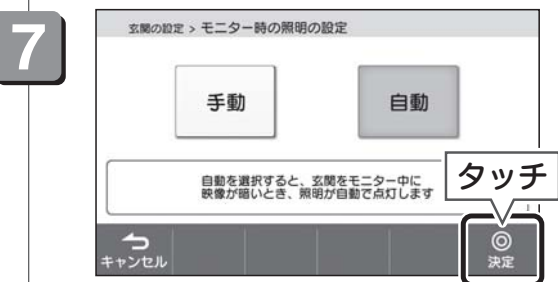 7
玄関の設定 > モニター時の照明の設定
手動
自動
自動を選択すると、玄関をモニター中に
映像が暗いとき、照明が自動で点灯します
タッチ
キャンセル
◎
決定